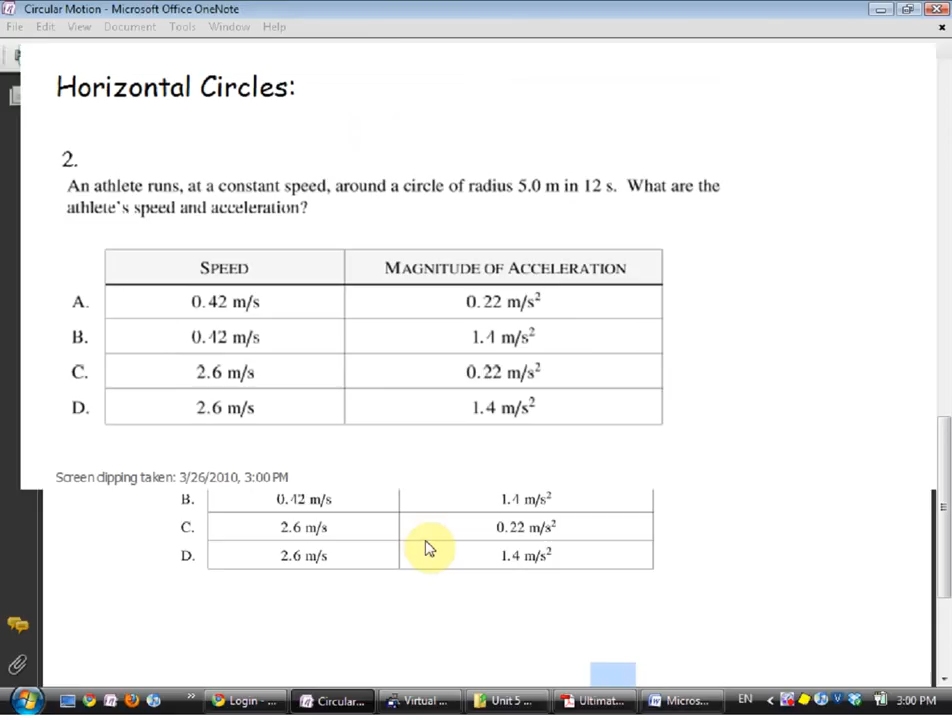 Circular Motion - Microsoft Office OneNote
File Edit View Document Tools Window Help
Horizontal Circles:
2.
An athlete runs, at a constant speed, around a circle of radius 5.0 m in 12 s. What are the
athlete's speed and acceleration?
SPEED MAGNITUDE OF ACCELERATION
A. 0.42 m/s 0.22 m/s²
B. 0.42 m/s 1.4 m/s²
C. 2.6 m/s 0.22 m/s²
D. 2.6 m/s 1.4 m/s²
Screen clipping taken: 3/26/2010, 3:00 PM
B. 0.42 m/s 1.4 m/s²
C. 2.6 m/s 0.22 m/s²
D. 2.6 m/s 1.4 m/s²
Login - ... Circular... Virtual ... Unit 5 ... Ultimat... Micros... EN 3:00 PM